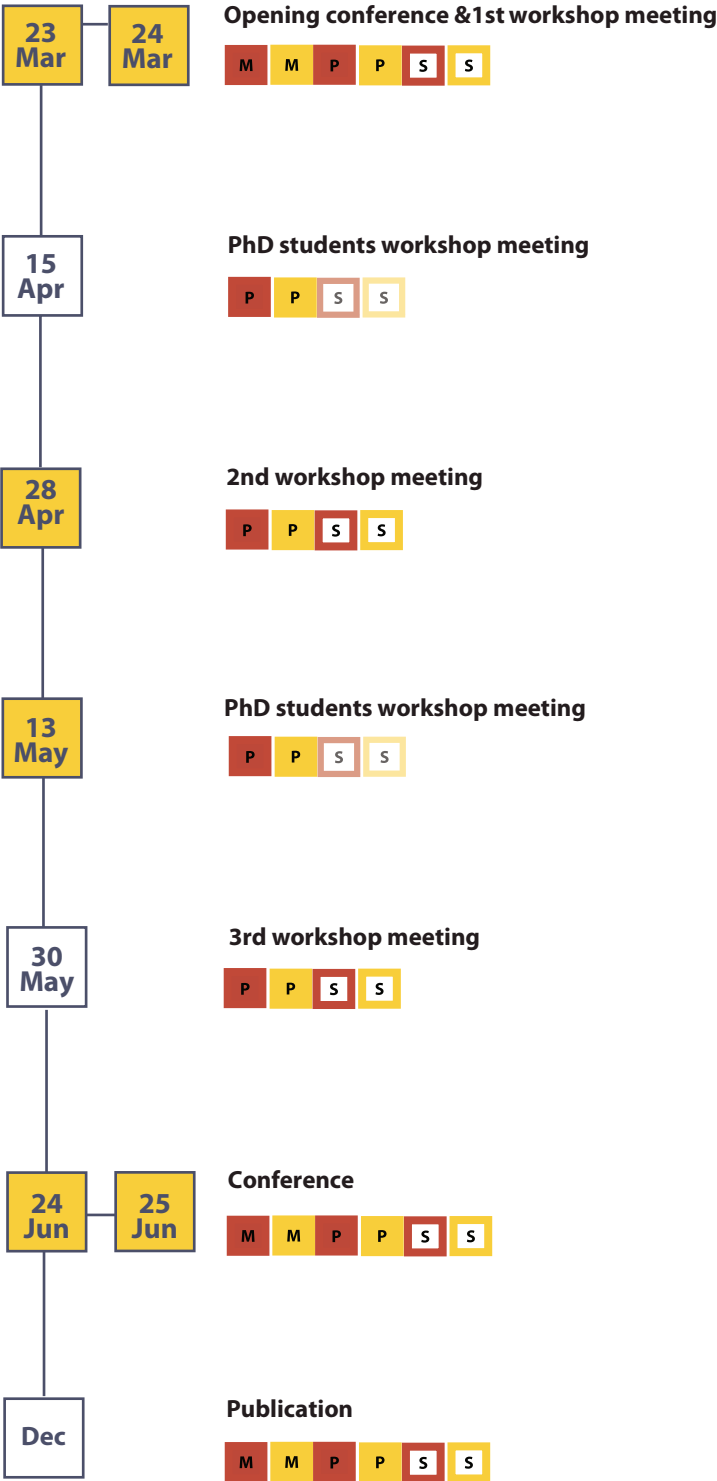 23 Mar
24 Mar
Opening conference &1st workshop meeting
M M P P S S
15 Apr
PhD students workshop meeting
P P S S
28 Apr
2nd workshop meeting
P P S S
13 May
PhD students workshop meeting
P P S S
30 May
3rd workshop meeting
P P S S
24 Jun
25 Jun
Conference
M M P P S S
Dec
Publication
M M P P S S